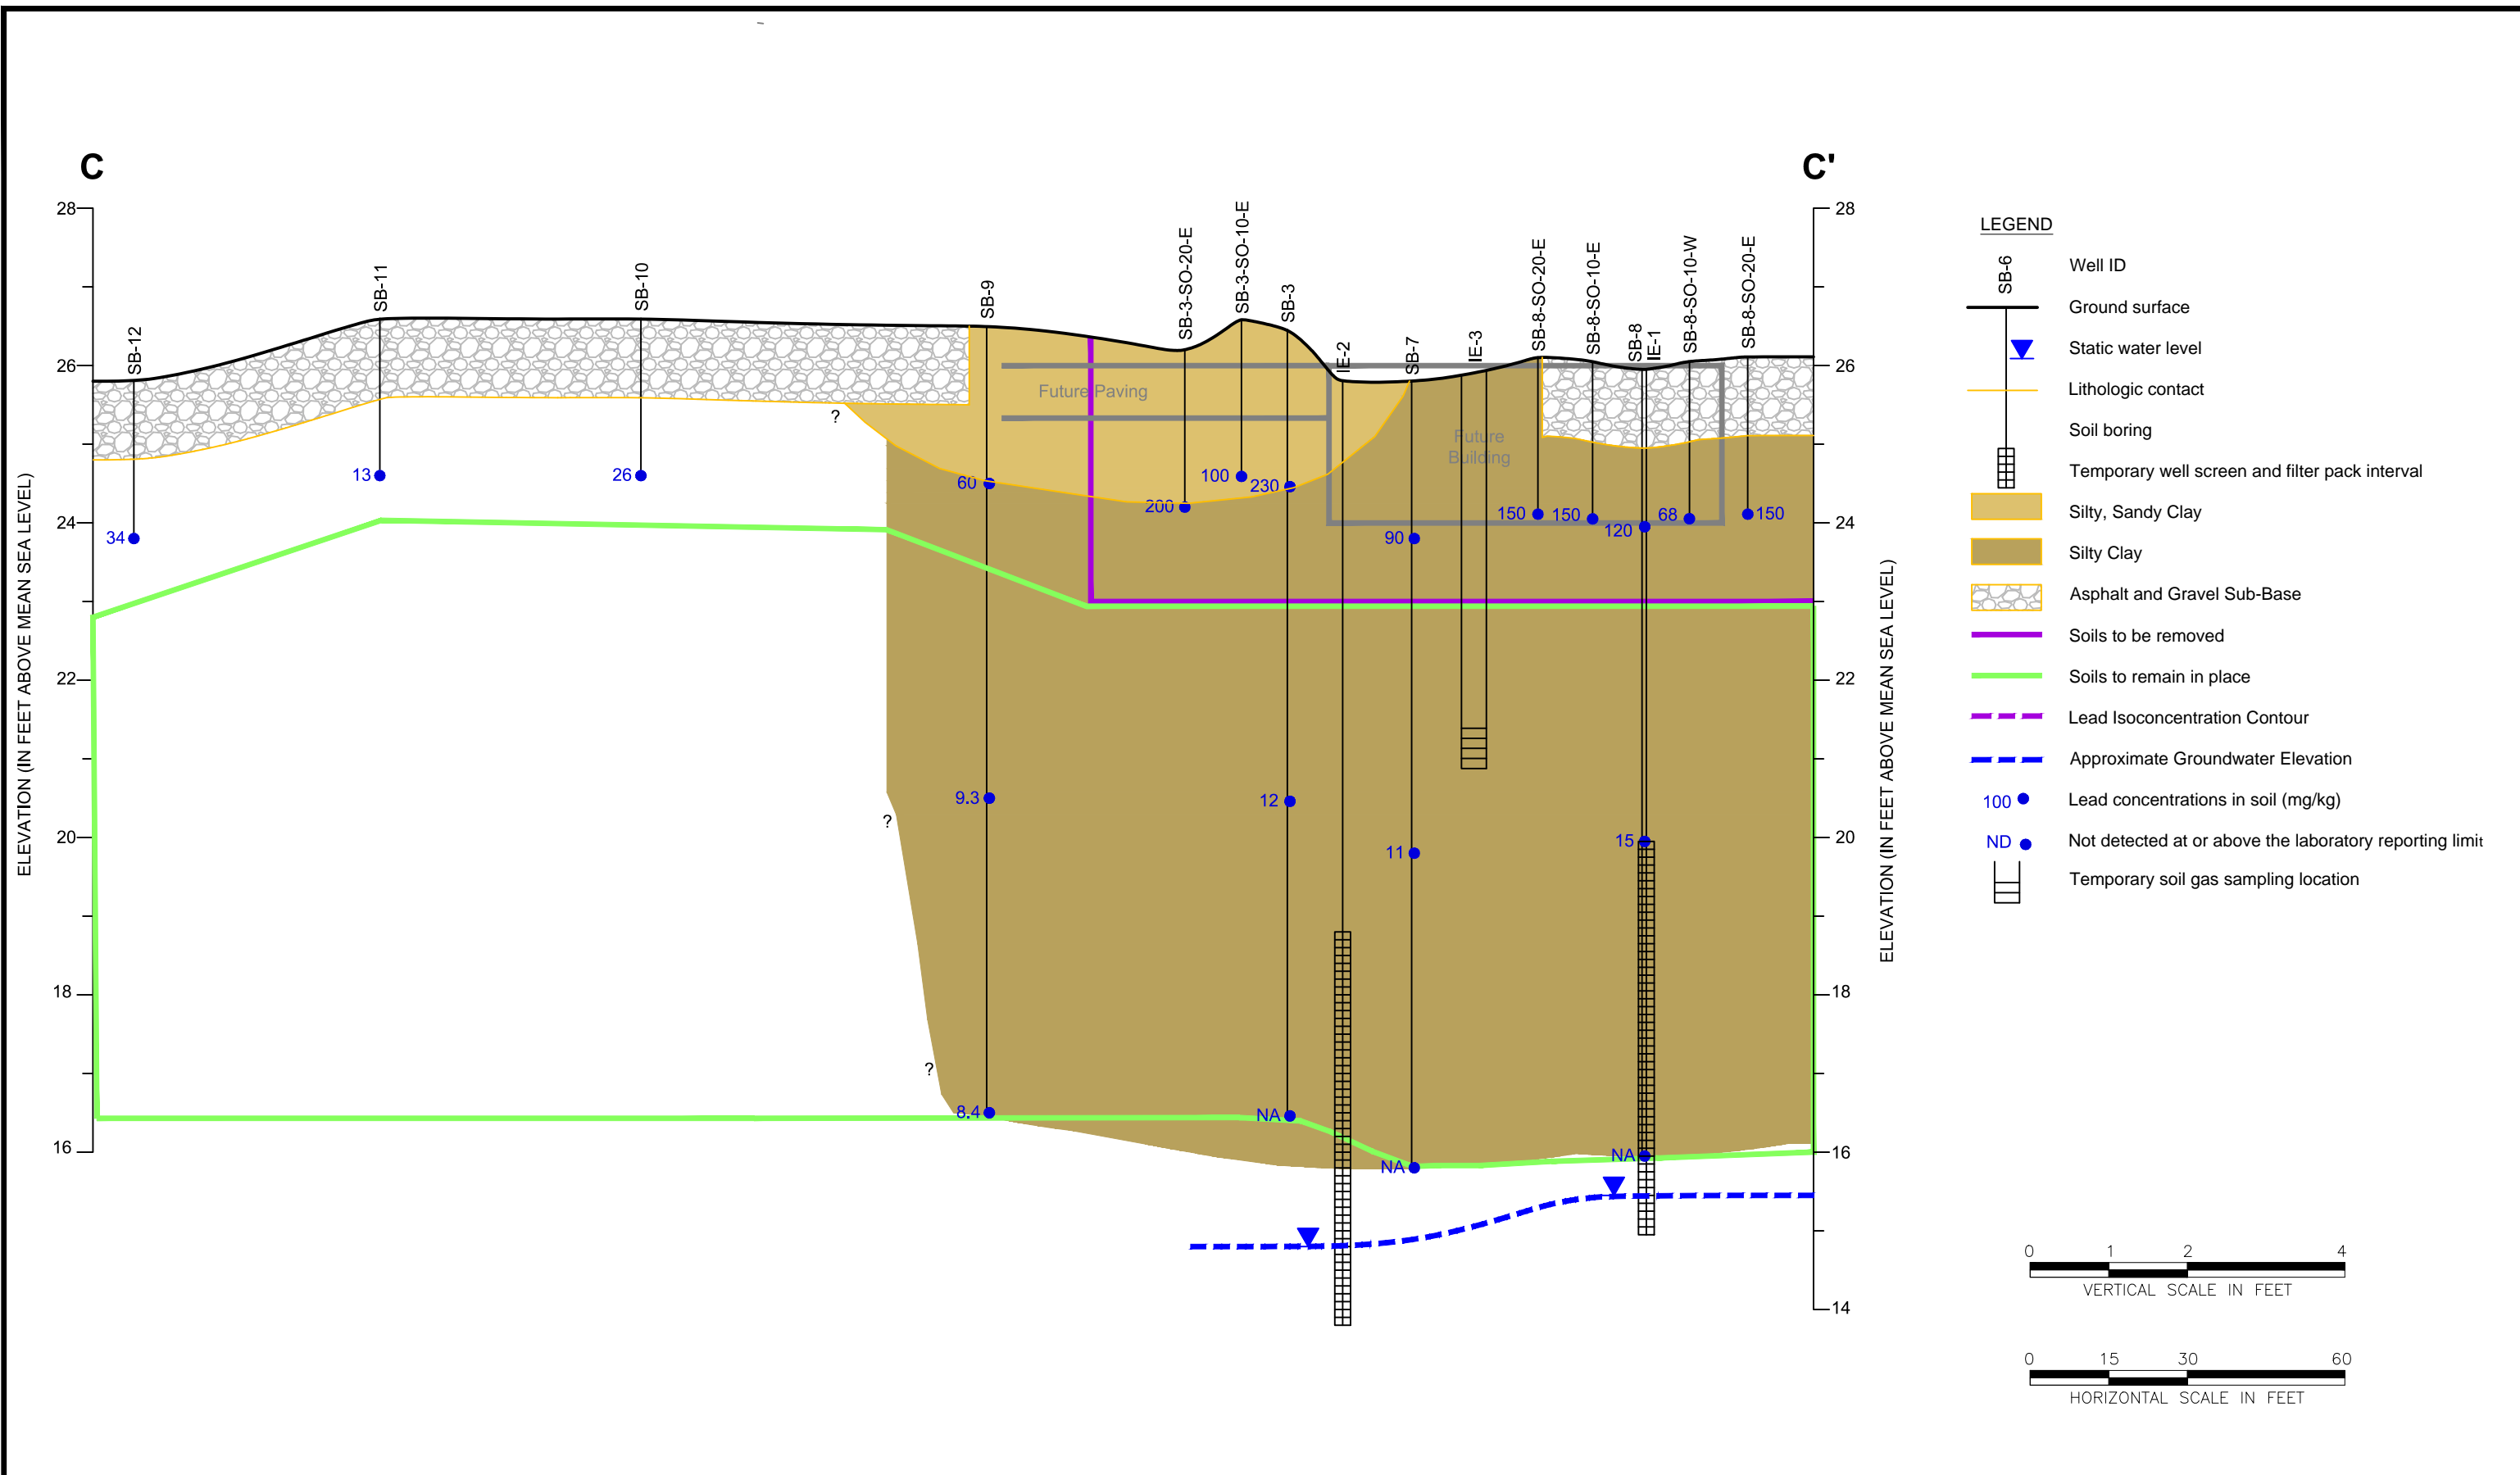 C
C'
28
26
24
22
20
18
16
28
26
24
22
20
18
16
14
ELEVATION (IN FEET ABOVE MEAN SEA LEVEL)
ELEVATION (IN FEET ABOVE MEAN SEA LEVEL)
SB-12
SB-11
SB-10
SB-9
SB-3-SO-20-E
SB-3-SO-10-E
SB-3
IE-2
SB-7
IE-3
SB-8-SO-20-E
SB-8-SO-10-E
SB-8
IE-1
SB-8-SO-10-W
SB-8-SO-20-E
Future Paving
Future
Building
?
?
?
34
13
26
60
9.3
8.4
200
100
230
12
NA
90
11
NA
150
150
120
15
NA
68
150
LEGEND
SB-6
Well ID
Ground surface
Static water level
Lithologic contact
Soil boring
Temporary well screen and filter pack interval
Silty, Sandy Clay
Silty Clay
Asphalt and Gravel Sub-Base
Soils to be removed
Soils to remain in place
Lead Isoconcentration Contour
Approximate Groundwater Elevation
100 Lead concentrations in soil (mg/kg)
ND Not detected at or above the laboratory reporting limit
Temporary soil gas sampling location
0 1 2 4
VERTICAL SCALE IN FEET
0 15 30 60
HORIZONTAL SCALE IN FEET